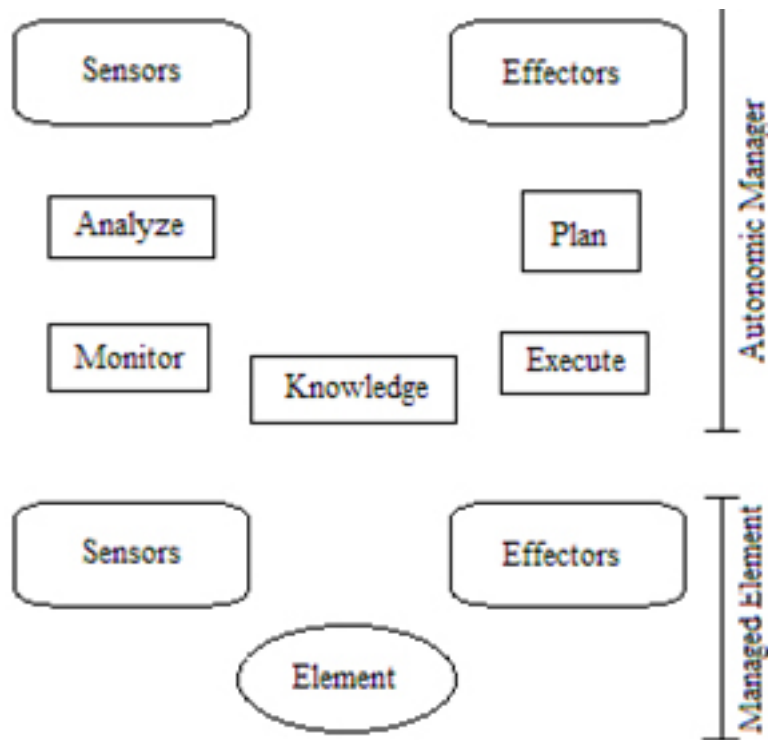 Sensors
Effectors
Analyze
Plan
Monitor
Execute
Knowledge
Autonomic Manager
Sensors
Effectors
Element
Managed Element